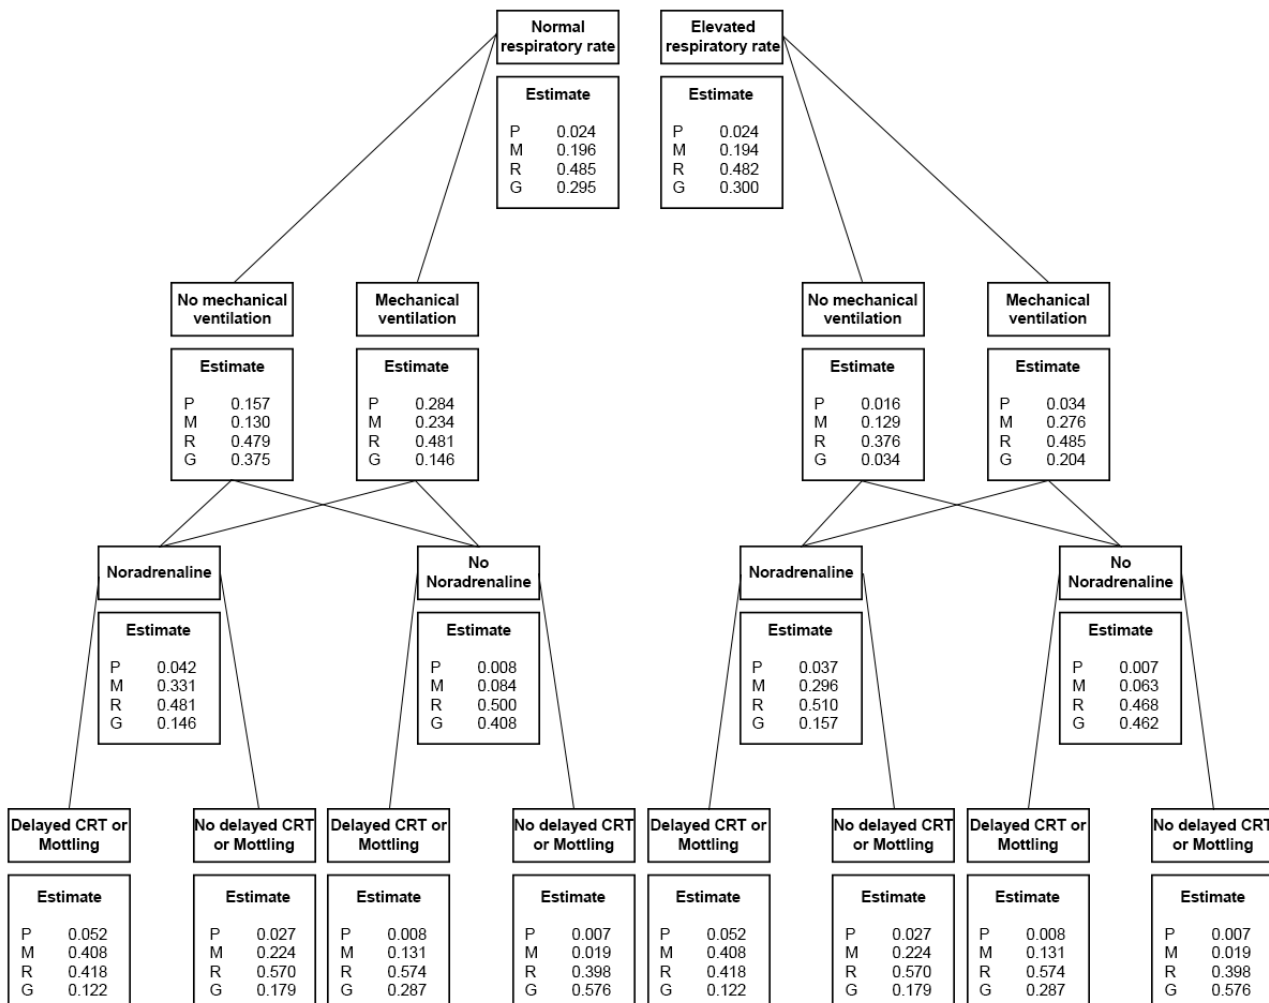 Normal
respiratory rate
Estimate
P 0.024
M 0.196
R 0.485
G 0.295
Elevated
respiratory rate
Estimate
P 0.024
M 0.194
R 0.482
G 0.300
No mechanical
ventilation
Estimate
P 0.157
M 0.130
R 0.479
G 0.375
Mechanical
ventilation
Estimate
P 0.284
M 0.234
R 0.481
G 0.146
No mechanical
ventilation
Estimate
P 0.016
M 0.129
R 0.376
G 0.034
Mechanical
ventilation
Estimate
P 0.034
M 0.276
R 0.485
G 0.204
Noradrenaline
Estimate
P 0.042
M 0.331
R 0.481
G 0.146
No
Noradrenaline
Estimate
P 0.008
M 0.084
R 0.500
G 0.408
Noradrenaline
Estimate
P 0.037
M 0.296
R 0.510
G 0.157
No
Noradrenaline
Estimate
P 0.007
M 0.063
R 0.468
G 0.462
Delayed CRT or
Mottling
Estimate
P 0.052
M 0.408
R 0.418
G 0.122
No delayed CRT
or Mottling
Estimate
P 0.027
M 0.224
R 0.570
G 0.179
Delayed CRT or
Mottling
Estimate
P 0.008
M 0.131
R 0.574
G 0.287
No delayed CRT
or Mottling
Estimate
P 0.007
M 0.019
R 0.398
G 0.576
Delayed CRT or
Mottling
Estimate
P 0.052
M 0.408
R 0.418
G 0.122
No delayed CRT
or Mottling
Estimate
P 0.027
M 0.224
R 0.570
G 0.179
Delayed CRT or
Mottling
Estimate
P 0.008
M 0.131
R 0.574
G 0.287
No delayed CRT
or Mottling
Estimate
P 0.007
M 0.019
R 0.398
G 0.576